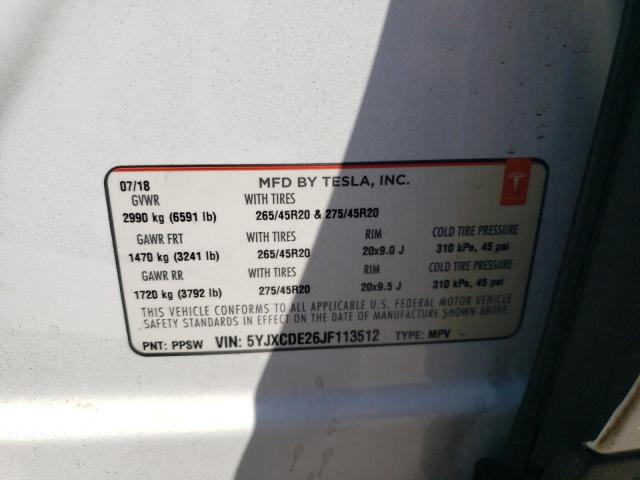 07/18 MFD BY TESLA, INC.
GVWR WITH TIRES
2990 kg (6591 lb) 265/45R20 & 275/45R20
GAWR FRT WITH TIRES RIM COLD TIRE PRESSURE
1470 kg (3241 lb) 265/45R20 20x9.0 J 310 kPa, 45 psi
GAWR RR WITH TIRES RIM COLD TIRE PRESSURE
1720 kg (3792 lb) 275/45R20 20x9.5 J 310 kPa, 45 psi
THIS VEHICLE CONFORMS TO ALL APPLICABLE U.S. FEDERAL MOTOR VEHICLE
SAFETY STANDARDS IN EFFECT ON THE DATE OF MANUFACTURE SHOWN ABOVE.
PNT: PPSW VIN: 5YJXCDE26JF113512 TYPE: MPV